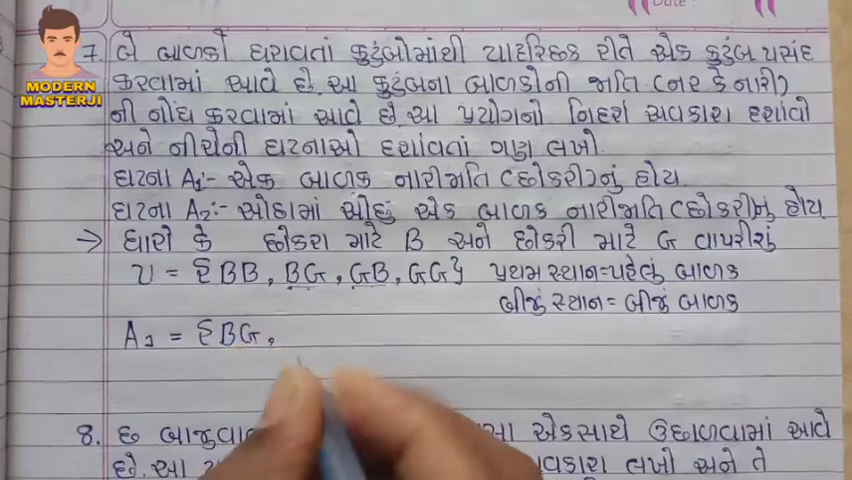 Date :
MODERN
MASTERJI
7. બે બાળકો ધરાવતાં કુટુંબોમાંથી યાદચ્છિક રીતે એક કુટુંબ પસંદ
કરવામાં આવે છે. આ કુટુંબના બાળકોની જાતિ (નર કે નારી)
ની નોંધ કરવામાં આવે છે. આ પ્રયોગનો નિદર્શ અવકાશ દર્શાવો
અને નીચેની ઘટનાઓ દર્શાવતાં ગણ લખો.
ઘટના A₁:- એક બાળક નારીજાતિ (છોકરી)નું હોય.
ઘટના A₂:- ઓછામાં ઓછું એક બાળક નારીજાતિ (છોકરી)નું હોય.
→ ધારો કે છોકરા માટે B અને છોકરી માટે G વાપરીશું
U = {BB, BG, GB, GG} પ્રથમ સ્થાન=પહેલું બાળક
બીજું સ્થાન= બીજું બાળક
A₁ = {BG,
8. છ બાજુવાળ એકસાથે ઉછાળવામાં આવે
છે. આ અવકાશ લખો અને તે